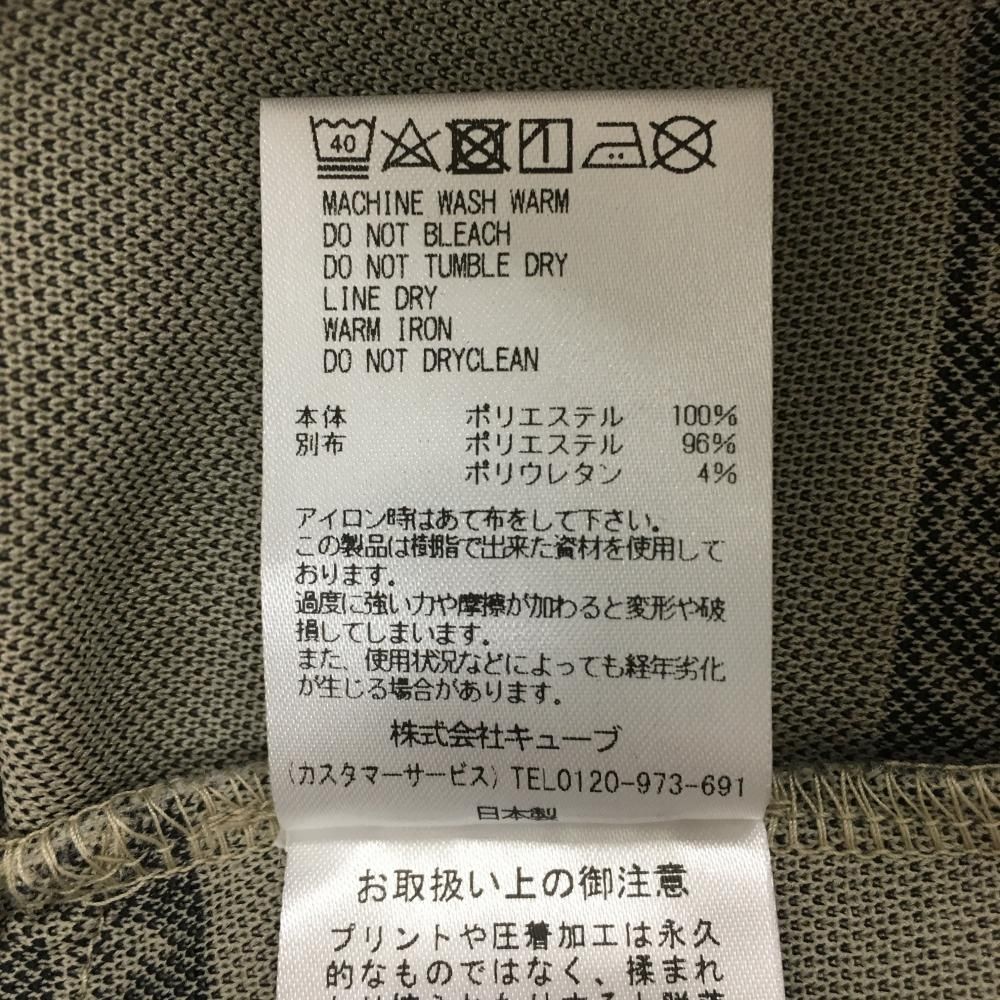 40
MACHINE WASH WARM
DO NOT BLEACH
DO NOT TUMBLE DRY
LINE DRY
WARM IRON
DO NOT DRYCLEAN
本体 ポリエステル 100%
別布 ポリエステル 96%
ポリウレタン 4%
アイロン時はあて布をして下さい。
この製品は樹脂で出来た資材を使用して
おります。
過度に強い力や摩擦が加わると変形や破
損してしまいます。
また、使用状況などによっても経年劣化
が生じる場合があります。
株式会社キューブ
(カスタマーサービス) TEL0120-973-691
日本製
お取扱い上の御注意
プリントや圧着加工は永久
的なものではなく、揉まれ